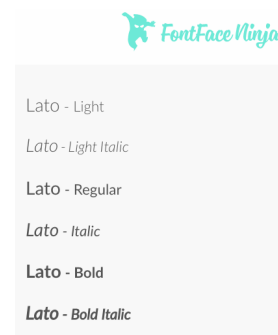 FontFace Ninja
Lato - Light
Lato - Light Italic
Lato - Regular
Lato - Italic
Lato - Bold
Lato - Bold Italic